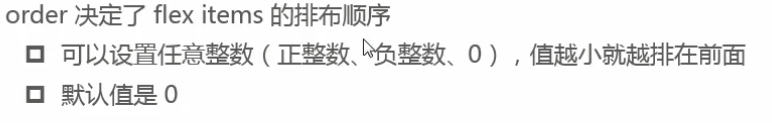 order 决定了 flex items 的排布顺序
可以设置任意整数（正整数、负整数、0），值越小就越排在前面
默认值是 0